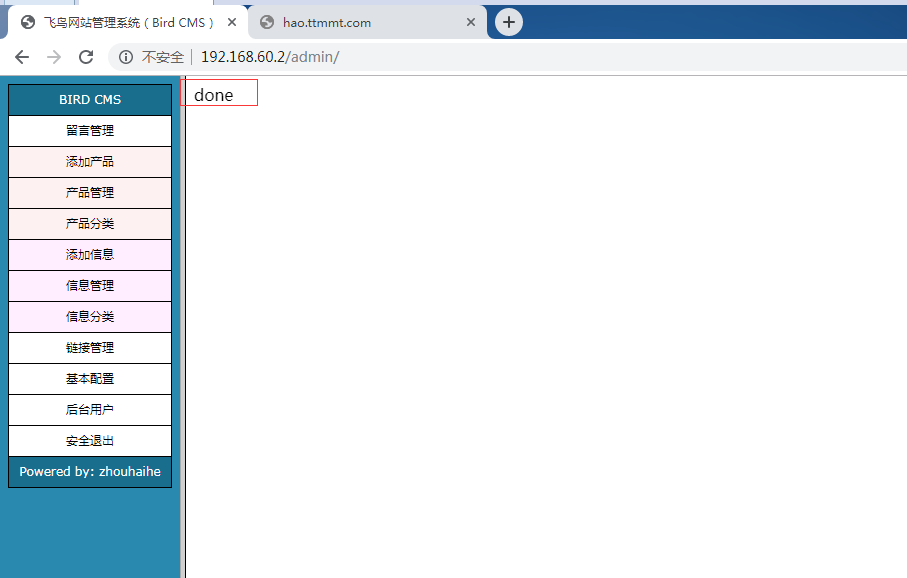 飞鸟网站管理系统（Bird CMS）
hao.ttmmt.com
不安全 192.168.60.2/admin/
BIRD CMS
留言管理
添加产品
产品管理
产品分类
添加信息
信息管理
信息分类
链接管理
基本配置
后台用户
安全退出
Powered by: zhouhaihe
done